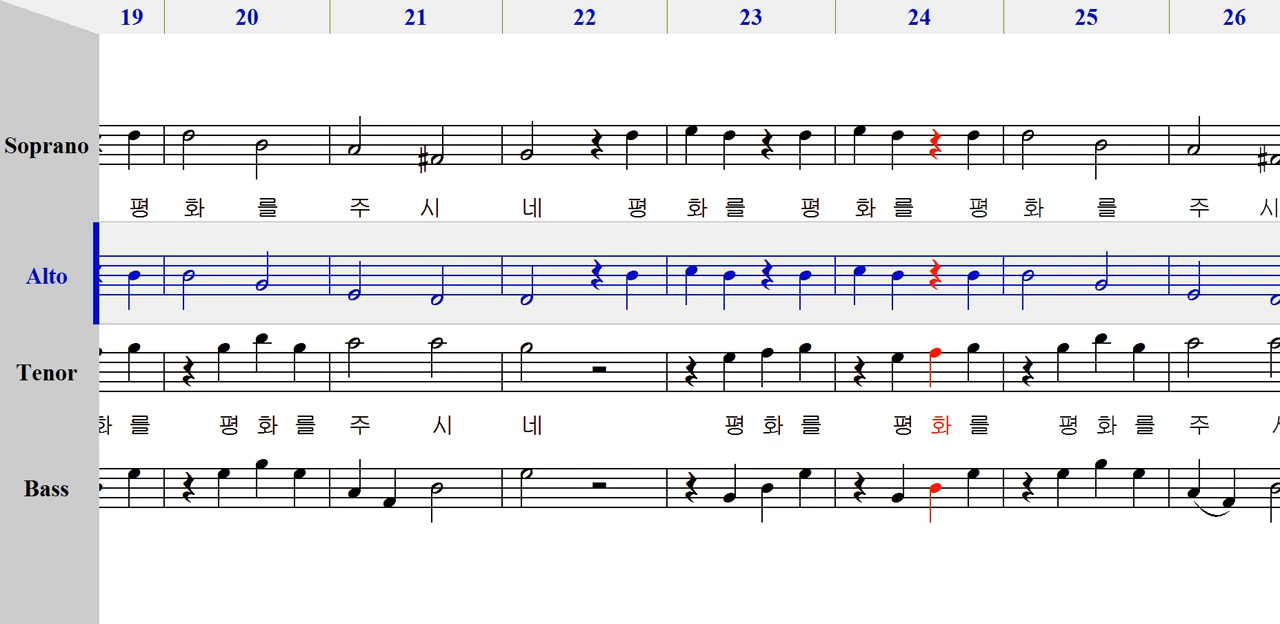 19 20 21 22 23 24 25 26
Soprano
평 화 를 주 시 네 평 화 를 평 화 를 평 화 를 주 시
Alto
Tenor
화 를 평 화 를 주 시 네 평 화 를 평 화 를 평 화 를 주
Bass